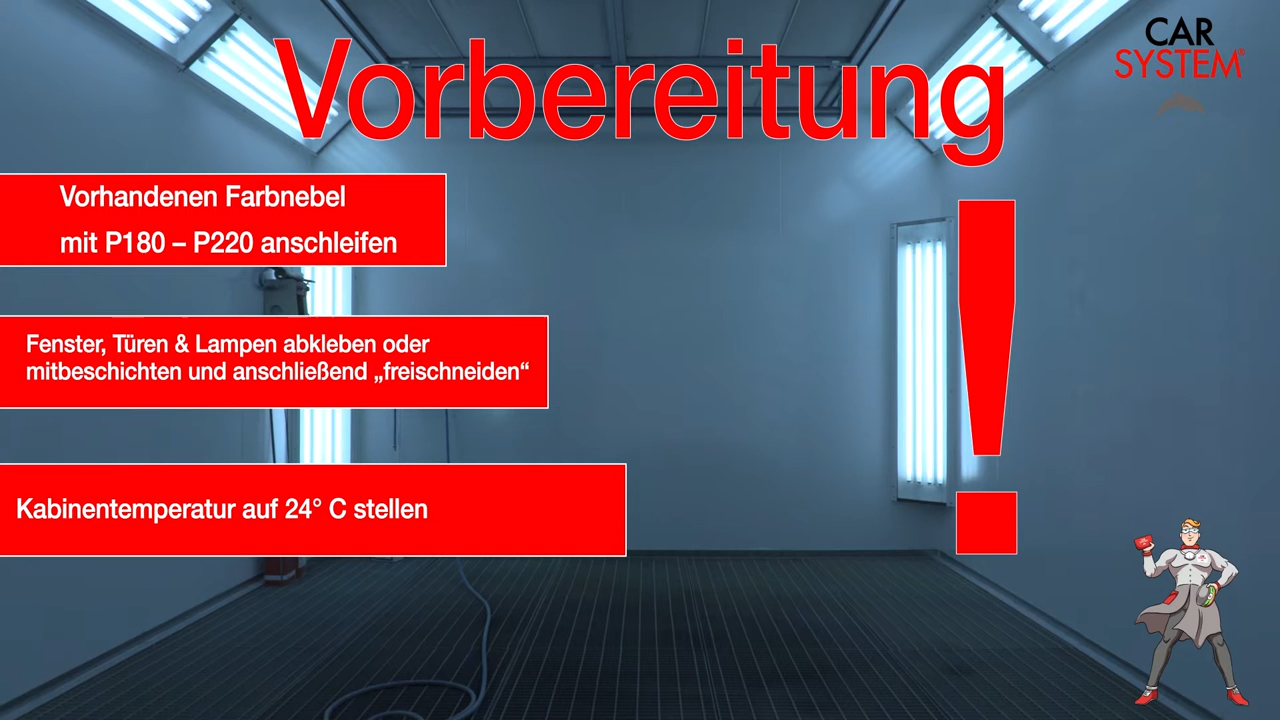 Vorbereitung
CAR
SYSTEM®
Vorhandenen Farbnebel
mit P180 – P220 anschleifen
!
Fenster, Türen & Lampen abkleben oder
mitbeschichten und anschließend „freischneiden“
Kabinentemperatur auf 24° C stellen